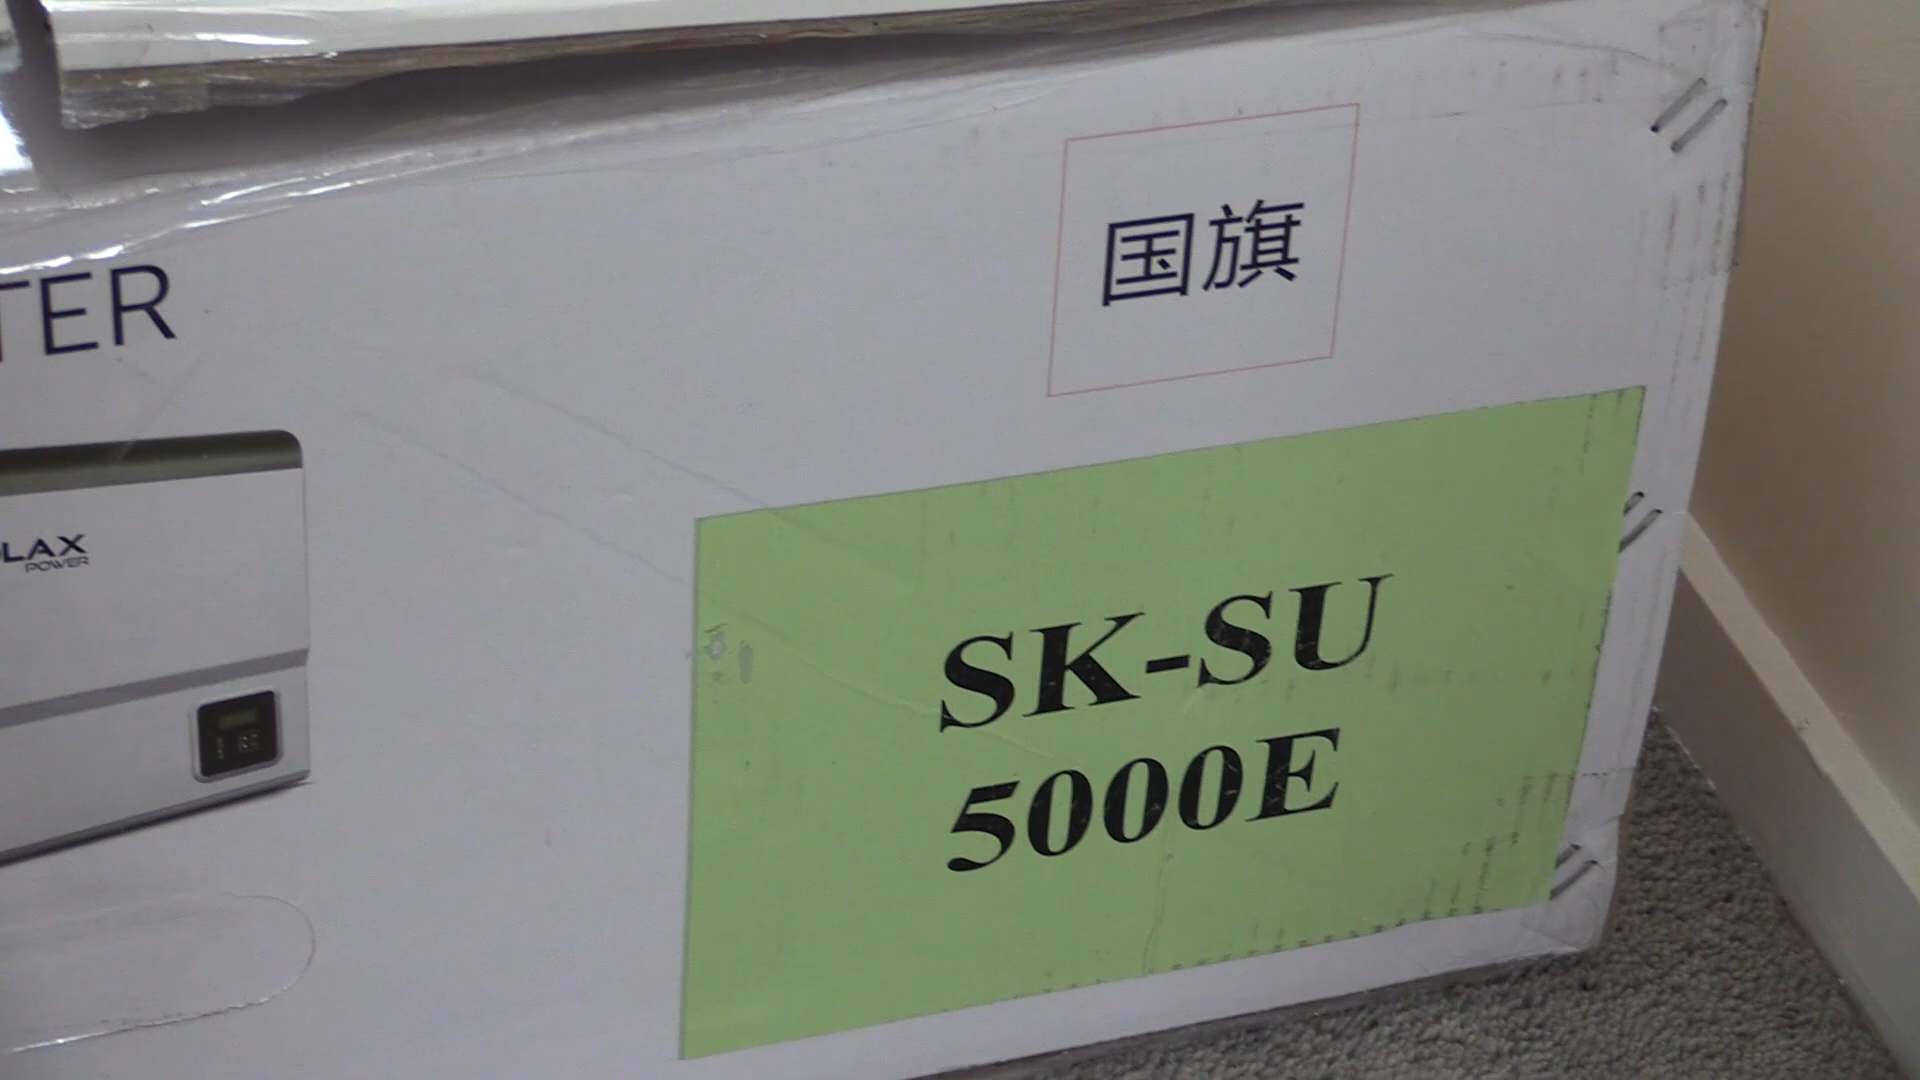 国旗
TER
LAX
POWER
SK-SU
5000E